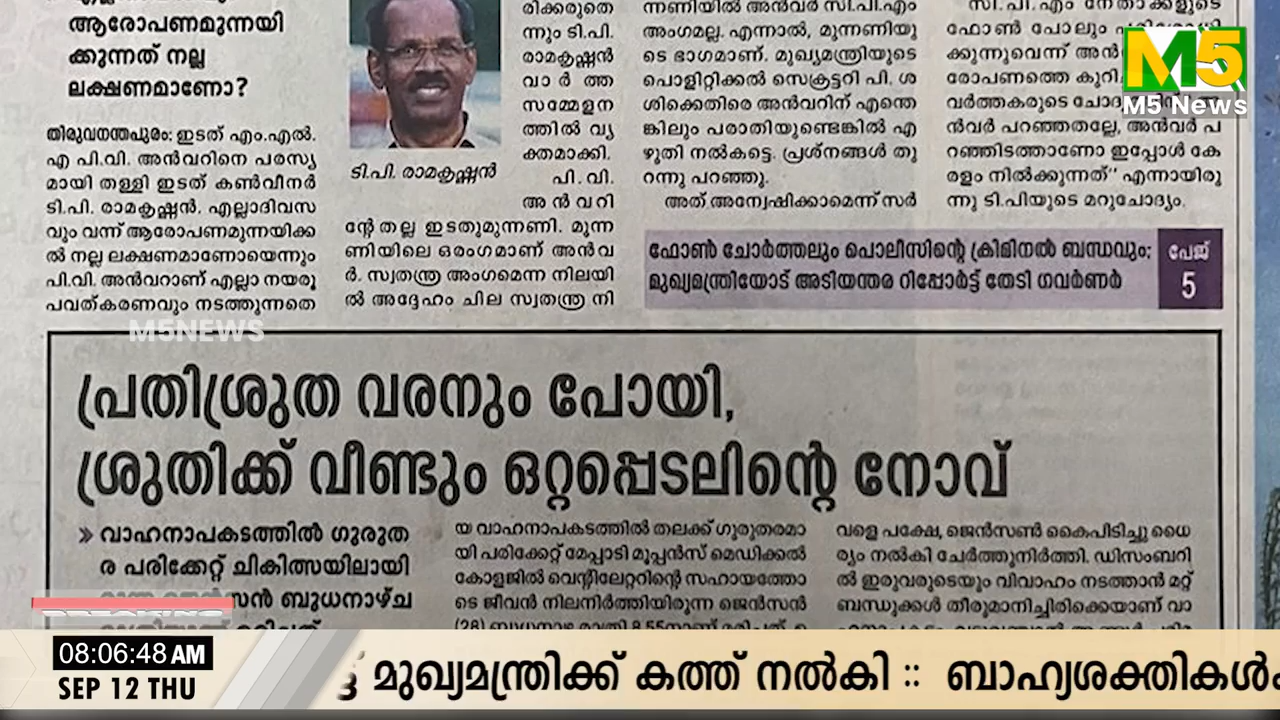 ആരോപണമുന്നയി
ക്കുന്നത് നല്ല
ലക്ഷണമാണോ?
തിരുവനന്തപുരം: ഇടത് എം.എൽ.
എ പി.വി. അൻവറിനെ പരസ്യ
മായി തള്ളി ഇടത് കൺവീനർ
ടി.പി. രാമകൃഷ്ണൻ. എല്ലാദിവസ
വും വന്ന് ആരോപണമുന്നയിക്ക
ൽ നല്ല ലക്ഷണമാണോയെന്നും
പി.വി. അൻവറാണ് എല്ലാ നയരൂ
പവത്കരണവും നടത്തുന്നതെ
ടി.പി. രാമകൃഷ്ണൻ
രിക്കരുതെ
ന്നും ടി.പി.
രാമകൃഷ്ണൻ
വാർത്ത
സമ്മേളന
ത്തിൽ വ്യ
ക്തമാക്കി.
പി.വി.
അൻവറി
ന്റേതല്ല ഇടതുമുന്നണി. മുന്ന
ണിയിലെ ഒരംഗമാണ് അൻവ
ർ. സ്വതന്ത്ര അംഗമെന്ന നിലയി
ൽ അദ്ദേഹം ചില സ്വതന്ത്ര നി
ന്നണിയിൽ അൻവർ സി.പി.എം
അംഗമല്ല. എന്നാൽ, മുന്നണിയു
ടെ ഭാഗമാണ്. മുഖ്യമന്ത്രിയുടെ
പൊളിറ്റിക്കൽ സെക്രട്ടറി പി. ശ
ശിക്കെതിരെ അൻവറിന് എന്തെ
ങ്കിലും പരാതിയുണ്ടെങ്കിൽ എ
ഴുതി നൽകട്ടെ. പ്രശ്നങ്ങൾ തു
റന്നു പറഞ്ഞു.
അത് അന്വേഷിക്കാമെന്ന് സർ
സി.പി.എം നേതാക്കളുടെ
ഫോൺ പോലും
ക്കുന്നുവെന്ന് അൻ
രോപണത്തെ കുറി
വർത്തകരുടെ ചോദ
ൻവർ പറഞ്ഞതല്ലേ, അൻവർ പ
റഞ്ഞിടത്താണോ ഇപ്പോൾ കേ
രളം നിൽക്കുന്നത്'' എന്നായിരു
ന്നു ടി.പിയുടെ മറുചോദ്യം.
ഫോൺ ചോർത്തലും പൊലീസിന്റെ ക്രിമിനൽ ബന്ധവും;
മുഖ്യമന്ത്രിയോട് അടിയന്തര റിപ്പോർട്ട് തേടി ഗവർണർ
പേജ്
5
M5
M5 News
M5NEWS
പ്രതിശ്രുത വരനും പോയി,
ശ്രുതിക്ക് വീണ്ടും ഒറ്റപ്പെടലിന്റെ നോവ്
» വാഹനാപകടത്തിൽ ഗുരുത
ര പരിക്കേറ്റ് ചികിത്സയിലായി
ബുധനാഴ്ച
യ വാഹനാപകടത്തിൽ തലക്ക് ഗുരുതരമാ
യി പരിക്കേറ്റ് മേപ്പാടി മൂപ്പൻസ് മെഡിക്കൽ
കോളജിൽ വെന്റിലേറ്ററിന്റെ സഹായത്തോ
ടെ ജീവൻ നിലനിർത്തിയിരുന്ന ജെൻസൻ
(28) ബുധനാഴ്ച രാത്രി 8.55നാണ് മരിച്ചത്.
വളെ പക്ഷേ, ജെൻസൺ കൈപിടിച്ചു ധൈ
ര്യം നൽകി ചേർത്തുനിർത്തി. ഡിസംബറി
ൽ ഇരുവരുടെയും വിവാഹം നടത്താൻ മറ്റ്
ബന്ധുക്കൾ തീരുമാനിച്ചിരിക്കെയാണ് വാ
08:06:48 AM
SEP 12 THU
മുഖ്യമന്ത്രിക്ക് കത്ത് നൽകി :: ബാഹ്യശക്തികൾ